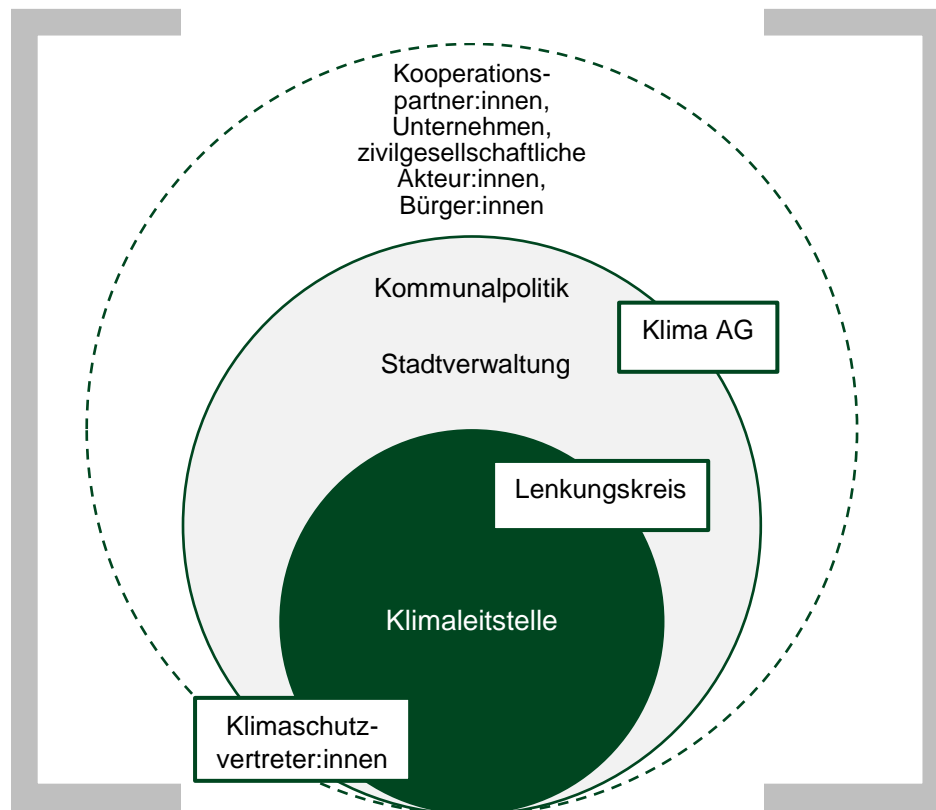 Kooperations-
partner:innen,
Unternehmen,
zivilgesellschaftliche
Akteur:innen,
Bürger:innen
Kommunalpolitik
Klima AG
Stadtverwaltung
Lenkungskreis
Klimaleitstelle
Klimaschutz-
vertreter:innen